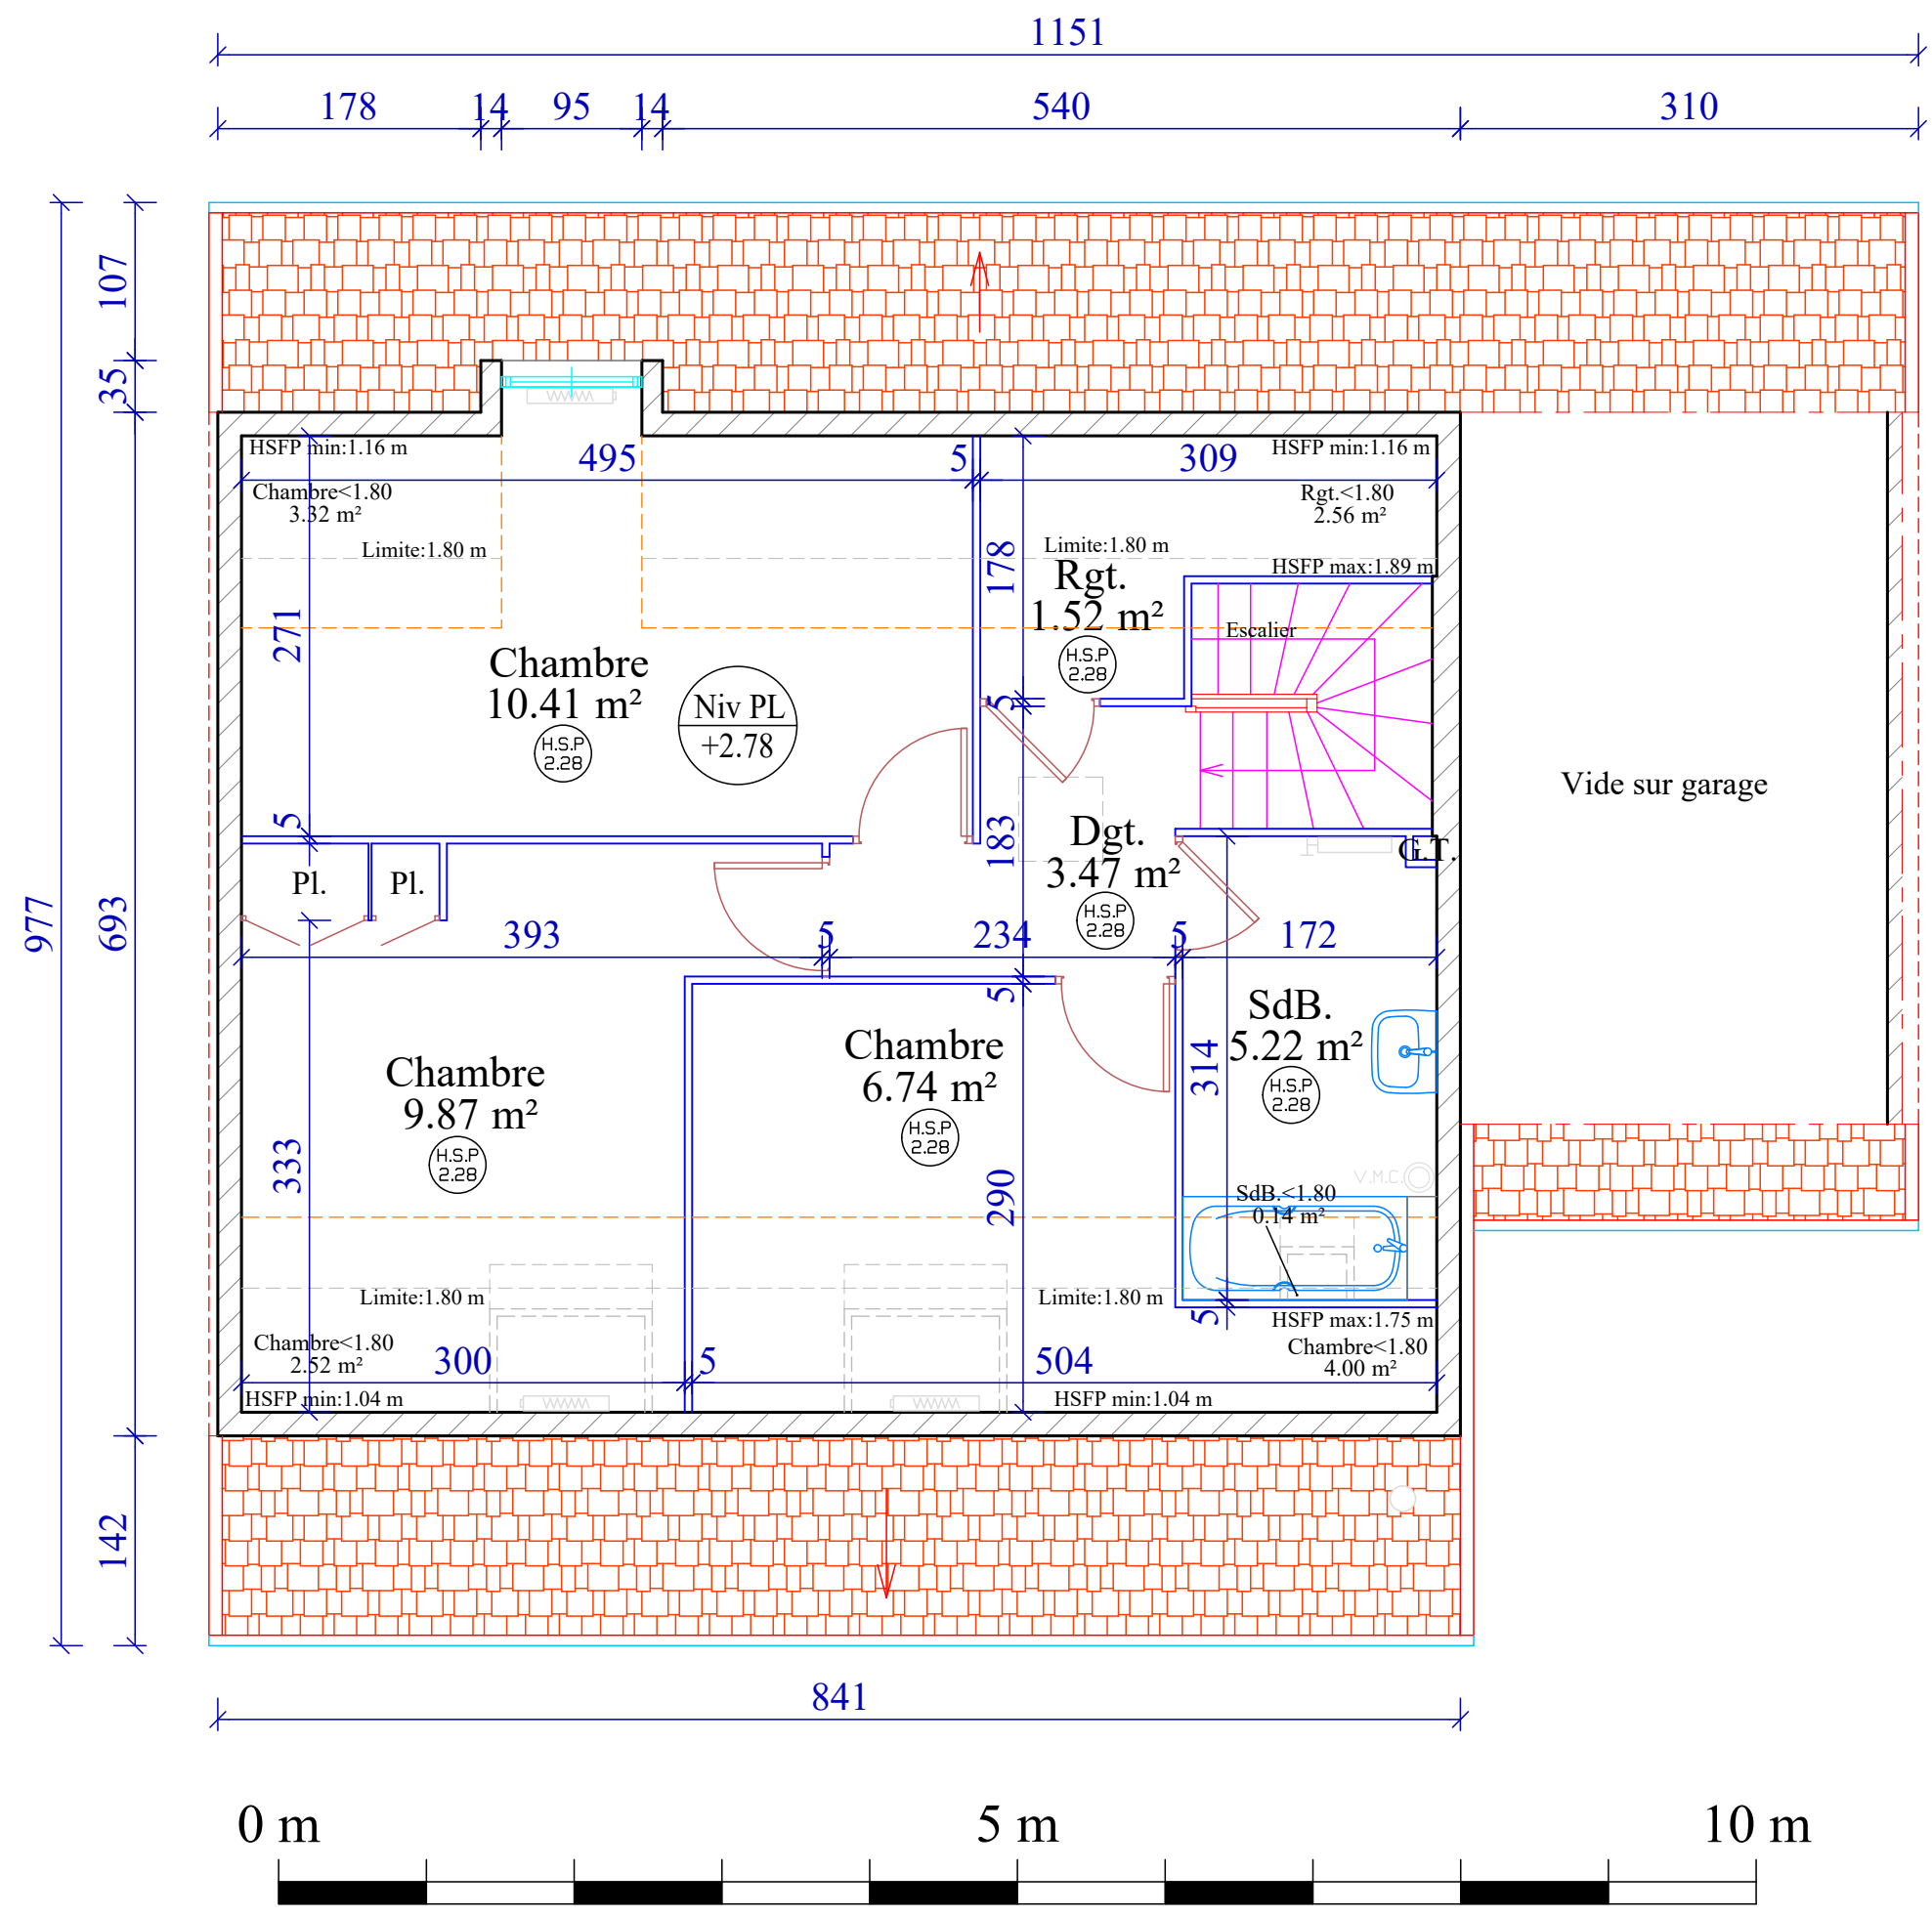 1151
178
14
95
14
540
310
107
35
977
693
142
HSFP min:1.16 m
495
5
309
HSFP min:1.16 m
Chambre<1.80
3.32 m²
Rgt.<1.80
2.56 m²
Limite:1.80 m
Limite:1.80 m
178
HSFP max:1.89 m
Rgt.
1.52 m²
H.S.P
2.28
Escalier
271
Chambre
10.41 m²
H.S.P
2.28
Niv PL
+2.78
5
Vide sur garage
5
183
Dgt.
3.47 m²
H.S.P
2.28
G.T.
Pl.
Pl.
393
5
234
5
172
5
SdB.
5.22 m²
H.S.P
2.28
314
Chambre
9.87 m²
H.S.P
2.28
Chambre
6.74 m²
H.S.P
2.28
333
290
V.M.C.
SdB.<1.80
0.14 m²
Limite:1.80 m
Limite:1.80 m
5
HSFP max:1.75 m
Chambre<1.80
2.52 m²
300
5
504
Chambre<1.80
4.00 m²
HSFP min:1.04 m
HSFP min:1.04 m
841
0 m
5 m
10 m